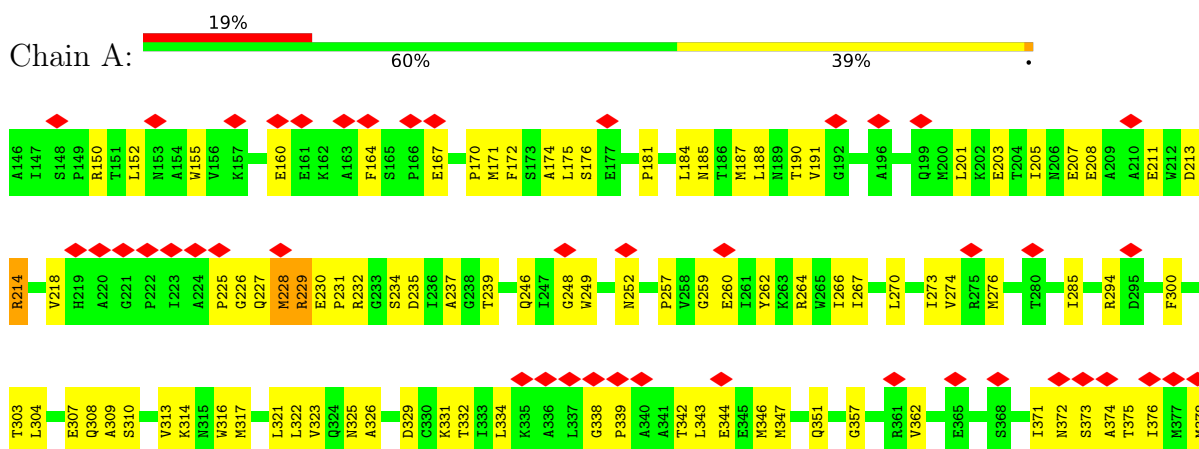 19%
Chain A:
60% 39% •
A146 I147 S148 P149 R150 T151 L152 N153 A154 W155 V156 K157 E160 E161 K162 A163 F164 S165 P166 E167 P170 M171 F172 S173 A174 L175 S176 E177 P181 L184 N185 T186 M187 L188 N189 T190 V191 G192 A196 Q199 M200 L201 K202 E203 T204 I205 N206 E207 E208 A209 A210 E211 W212 D213
R214 V218 H219 A220 G221 P222 I223 A224 P225 G226 Q227 M228 R229 E230 P231 R232 G233 S234 D235 I236 A237 G238 T239 Q246 I247 G248 W249 N252 P257 V258 G259 E260 I261 Y262 K263 R264 W265 I266 I267 L270 I273 V274 R275 M276 T280 I285 R294 D295 F300
T303 L304 E307 Q308 A309 S310 V313 K314 N315 W316 M317 L321 L322 V323 Q324 N325 A326 D329 C330 K331 T332 I333 L334 K335 A336 L337 G338 P339 A340 A341 T342 L343 E344 E345 M346 M347 Q351 G357 R361 V362 E365 S368 I371 N372 S373 A374 T375 I376 M377